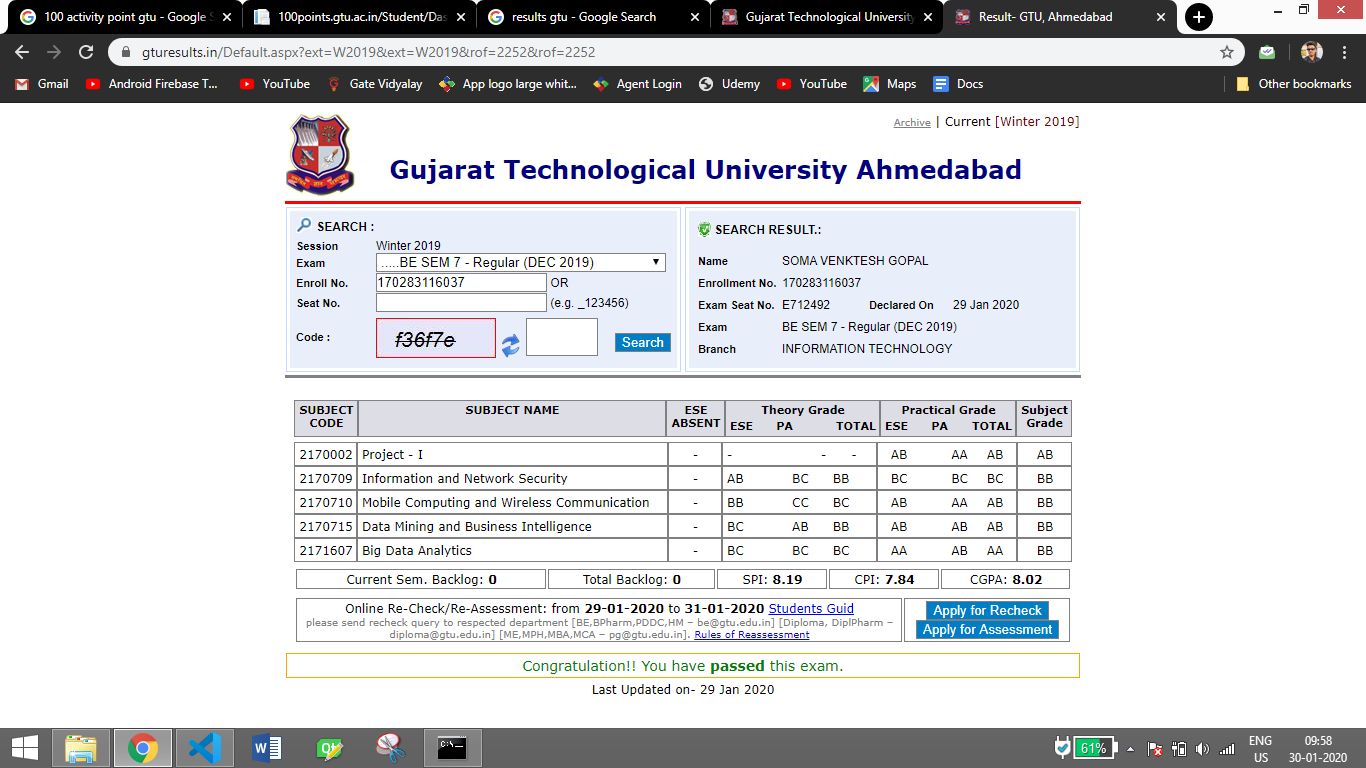 100 activity point gtu - Google S
100points.gtu.ac.in/Student/Das
results gtu - Google Search
Gujarat Technological University
Result- GTU, Ahmedabad
gturesults.in/Default.aspx?ext=W2019&ext=W2019&rof=2252&rof=2252
Gmail Android Firebase T... YouTube Gate Vidyalay App logo large whit... Agent Login Udemy YouTube Maps Docs Other bookmarks
Archive | Current [Winter 2019]
Gujarat Technological University Ahmedabad
SEARCH :
Session Winter 2019
Exam .....BE SEM 7 - Regular (DEC 2019)
Enroll No. 170283116037 OR
Seat No. (e.g. _123456)
Code : f36f7e Search
SEARCH RESULT.:
Name SOMA VENKTESH GOPAL
Enrollment No. 170283116037
Exam Seat No. E712492 Declared On 29 Jan 2020
Exam BE SEM 7 - Regular (DEC 2019)
Branch INFORMATION TECHNOLOGY
SUBJECT CODE SUBJECT NAME ESE ABSENT Theory Grade ESE PA TOTAL Practical Grade ESE PA TOTAL Subject Grade
2170002 Project - I - - - - AB AA AB AB
2170709 Information and Network Security - AB BC BB BC BC BC BB
2170710 Mobile Computing and Wireless Communication - BB CC BC AB AA AB BB
2170715 Data Mining and Business Intelligence - BC AB BB AB AB AB BB
2171607 Big Data Analytics - BC BC BC AA AB AA BB
Current Sem. Backlog: 0 Total Backlog: 0 SPI: 8.19 CPI: 7.84 CGPA: 8.02
Online Re-Check/Re-Assessment: from 29-01-2020 to 31-01-2020 Students Guid
please send recheck query to respected department [BE,BPharm,PDDC,HM – be@gtu.edu.in] [Diploma, DiplPharm –
diploma@gtu.edu.in] [ME,MPH,MBA,MCA – pg@gtu.edu.in]. Rules of Reassessment
Apply for Recheck
Apply for Assessment
Congratulation!! You have passed this exam.
Last Updated on- 29 Jan 2020
61%
ENG
US
09:58
30-01-2020